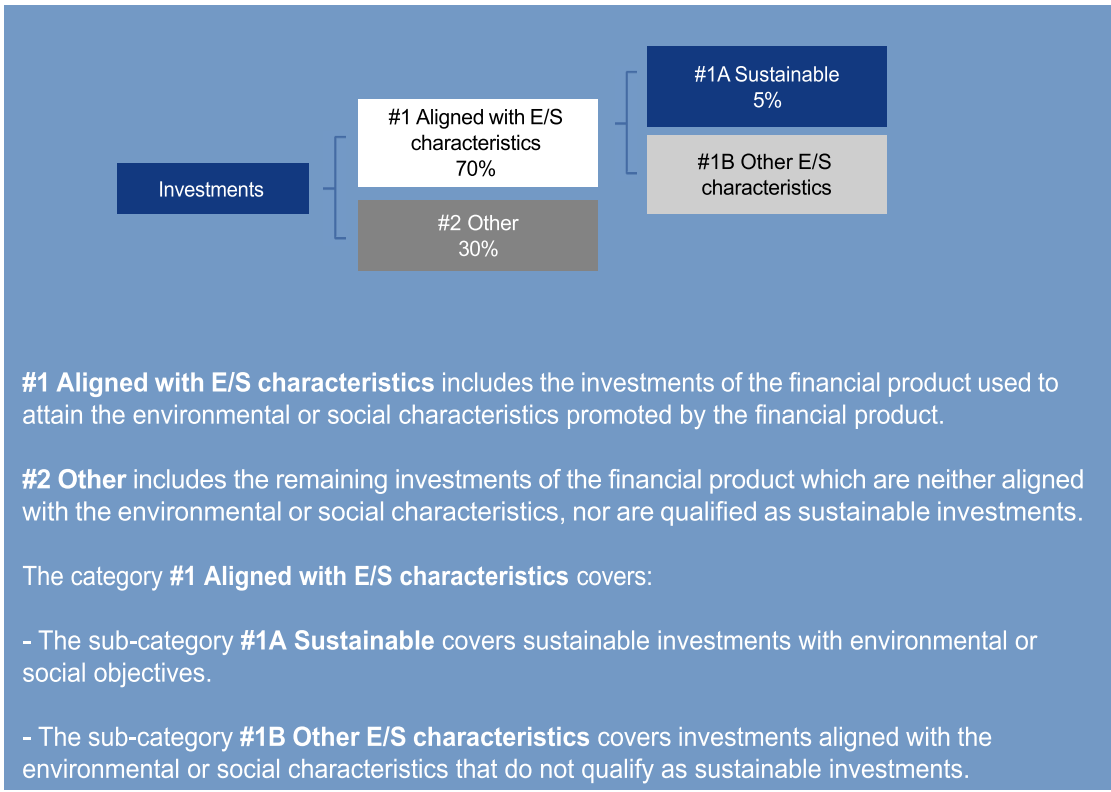 #1A Sustainable
5%
#1 Aligned with E/S
characteristics
70%
#1B Other E/S
characteristics
Investments
#2 Other
30%
#1 Aligned with E/S characteristics includes the investments of the financial product used to
attain the environmental or social characteristics promoted by the financial product.
#2 Other includes the remaining investments of the financial product which are neither aligned
with the environmental or social characteristics, nor are qualified as sustainable investments.
The category #1 Aligned with E/S characteristics covers:
- The sub-category #1A Sustainable covers sustainable investments with environmental or
social objectives.
- The sub-category #1B Other E/S characteristics covers investments aligned with the
environmental or social characteristics that do not qualify as sustainable investments.